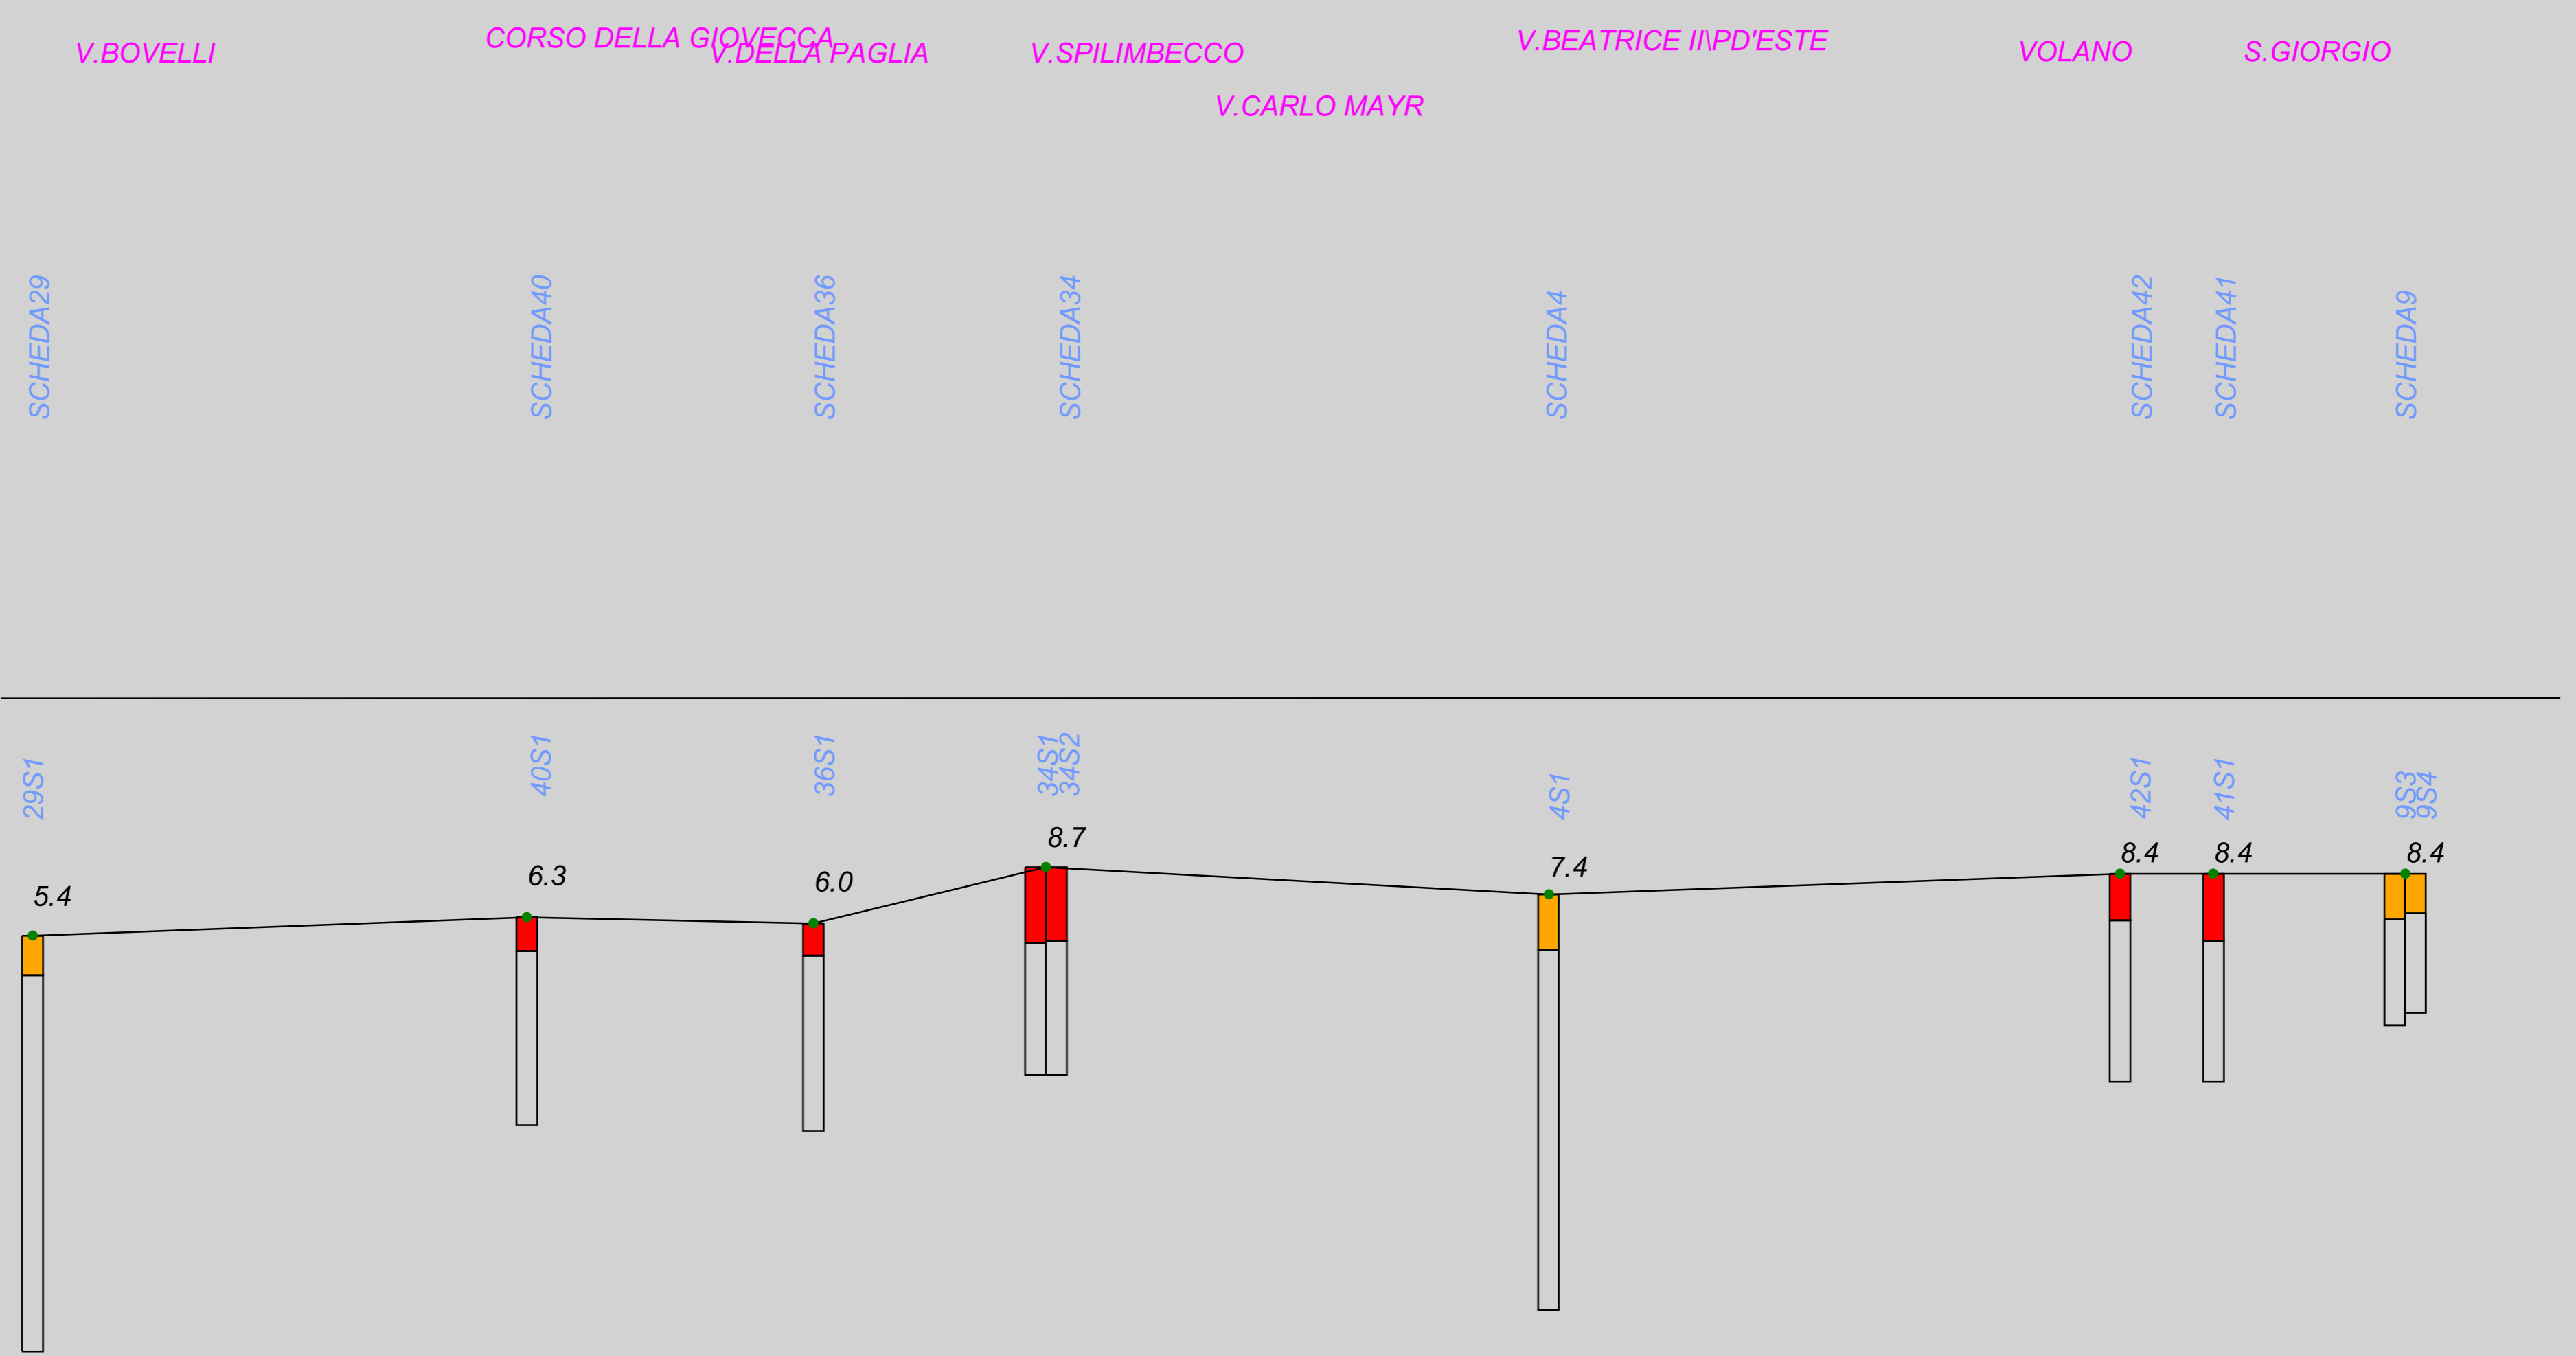 V.BOVELLI
CORSO DELLA GIOVECCA
V.DELLA PAGLIA
V.SPILIMBECCO
V.CARLO MAYR
V.BEATRICE II\PD'ESTE
VOLANO
S.GIORGIO
SCHEDA29
SCHEDA40
SCHEDA36
SCHEDA34
SCHEDA4
SCHEDA42
SCHEDA41
SCHEDA9
29S1
40S1
36S1
34S1
34S2
4S1
42S1
41S1
9S3
9S4
5.4
6.3
6.0
8.7
7.4
8.4
8.4
8.4